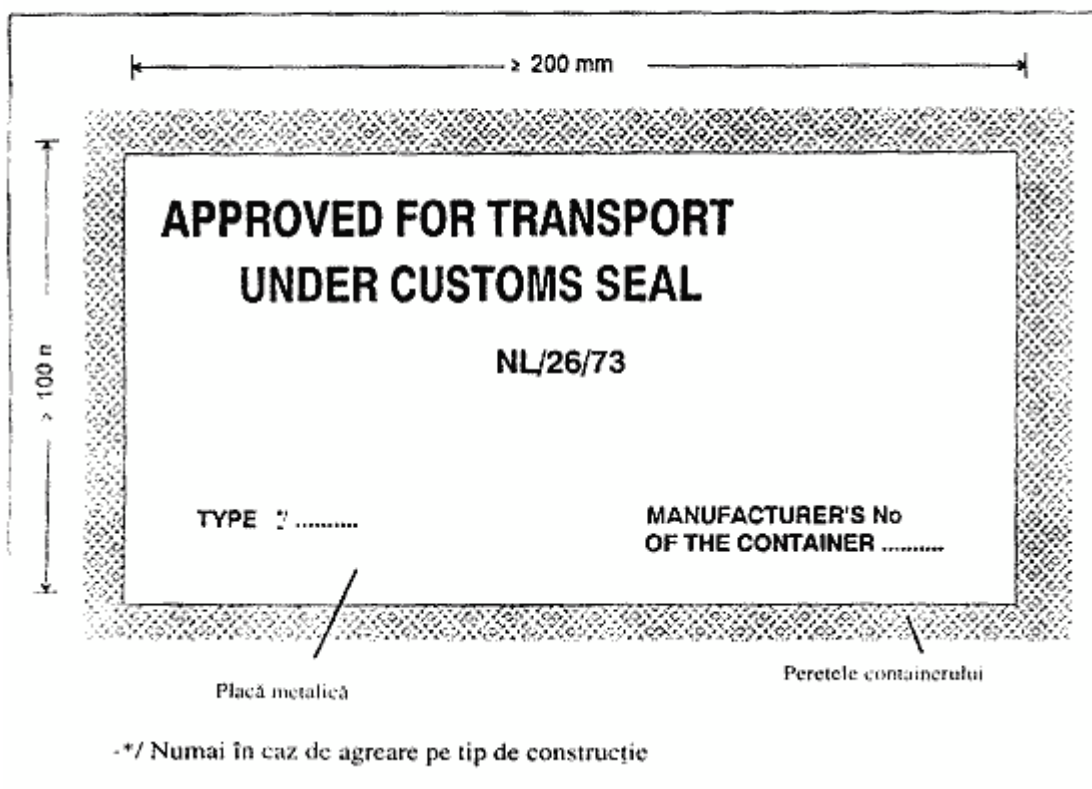 ≥ 200 mm
APPROVED FOR TRANSPORT
UNDER CUSTOMS SEAL
NL/26/73
> 100 n
TYPE */ ..........
MANUFACTURER'S No
OF THE CONTAINER ..........
Placă metalică
Peretele containerului
-*/ Numai în caz de agreare pe tip de construcție